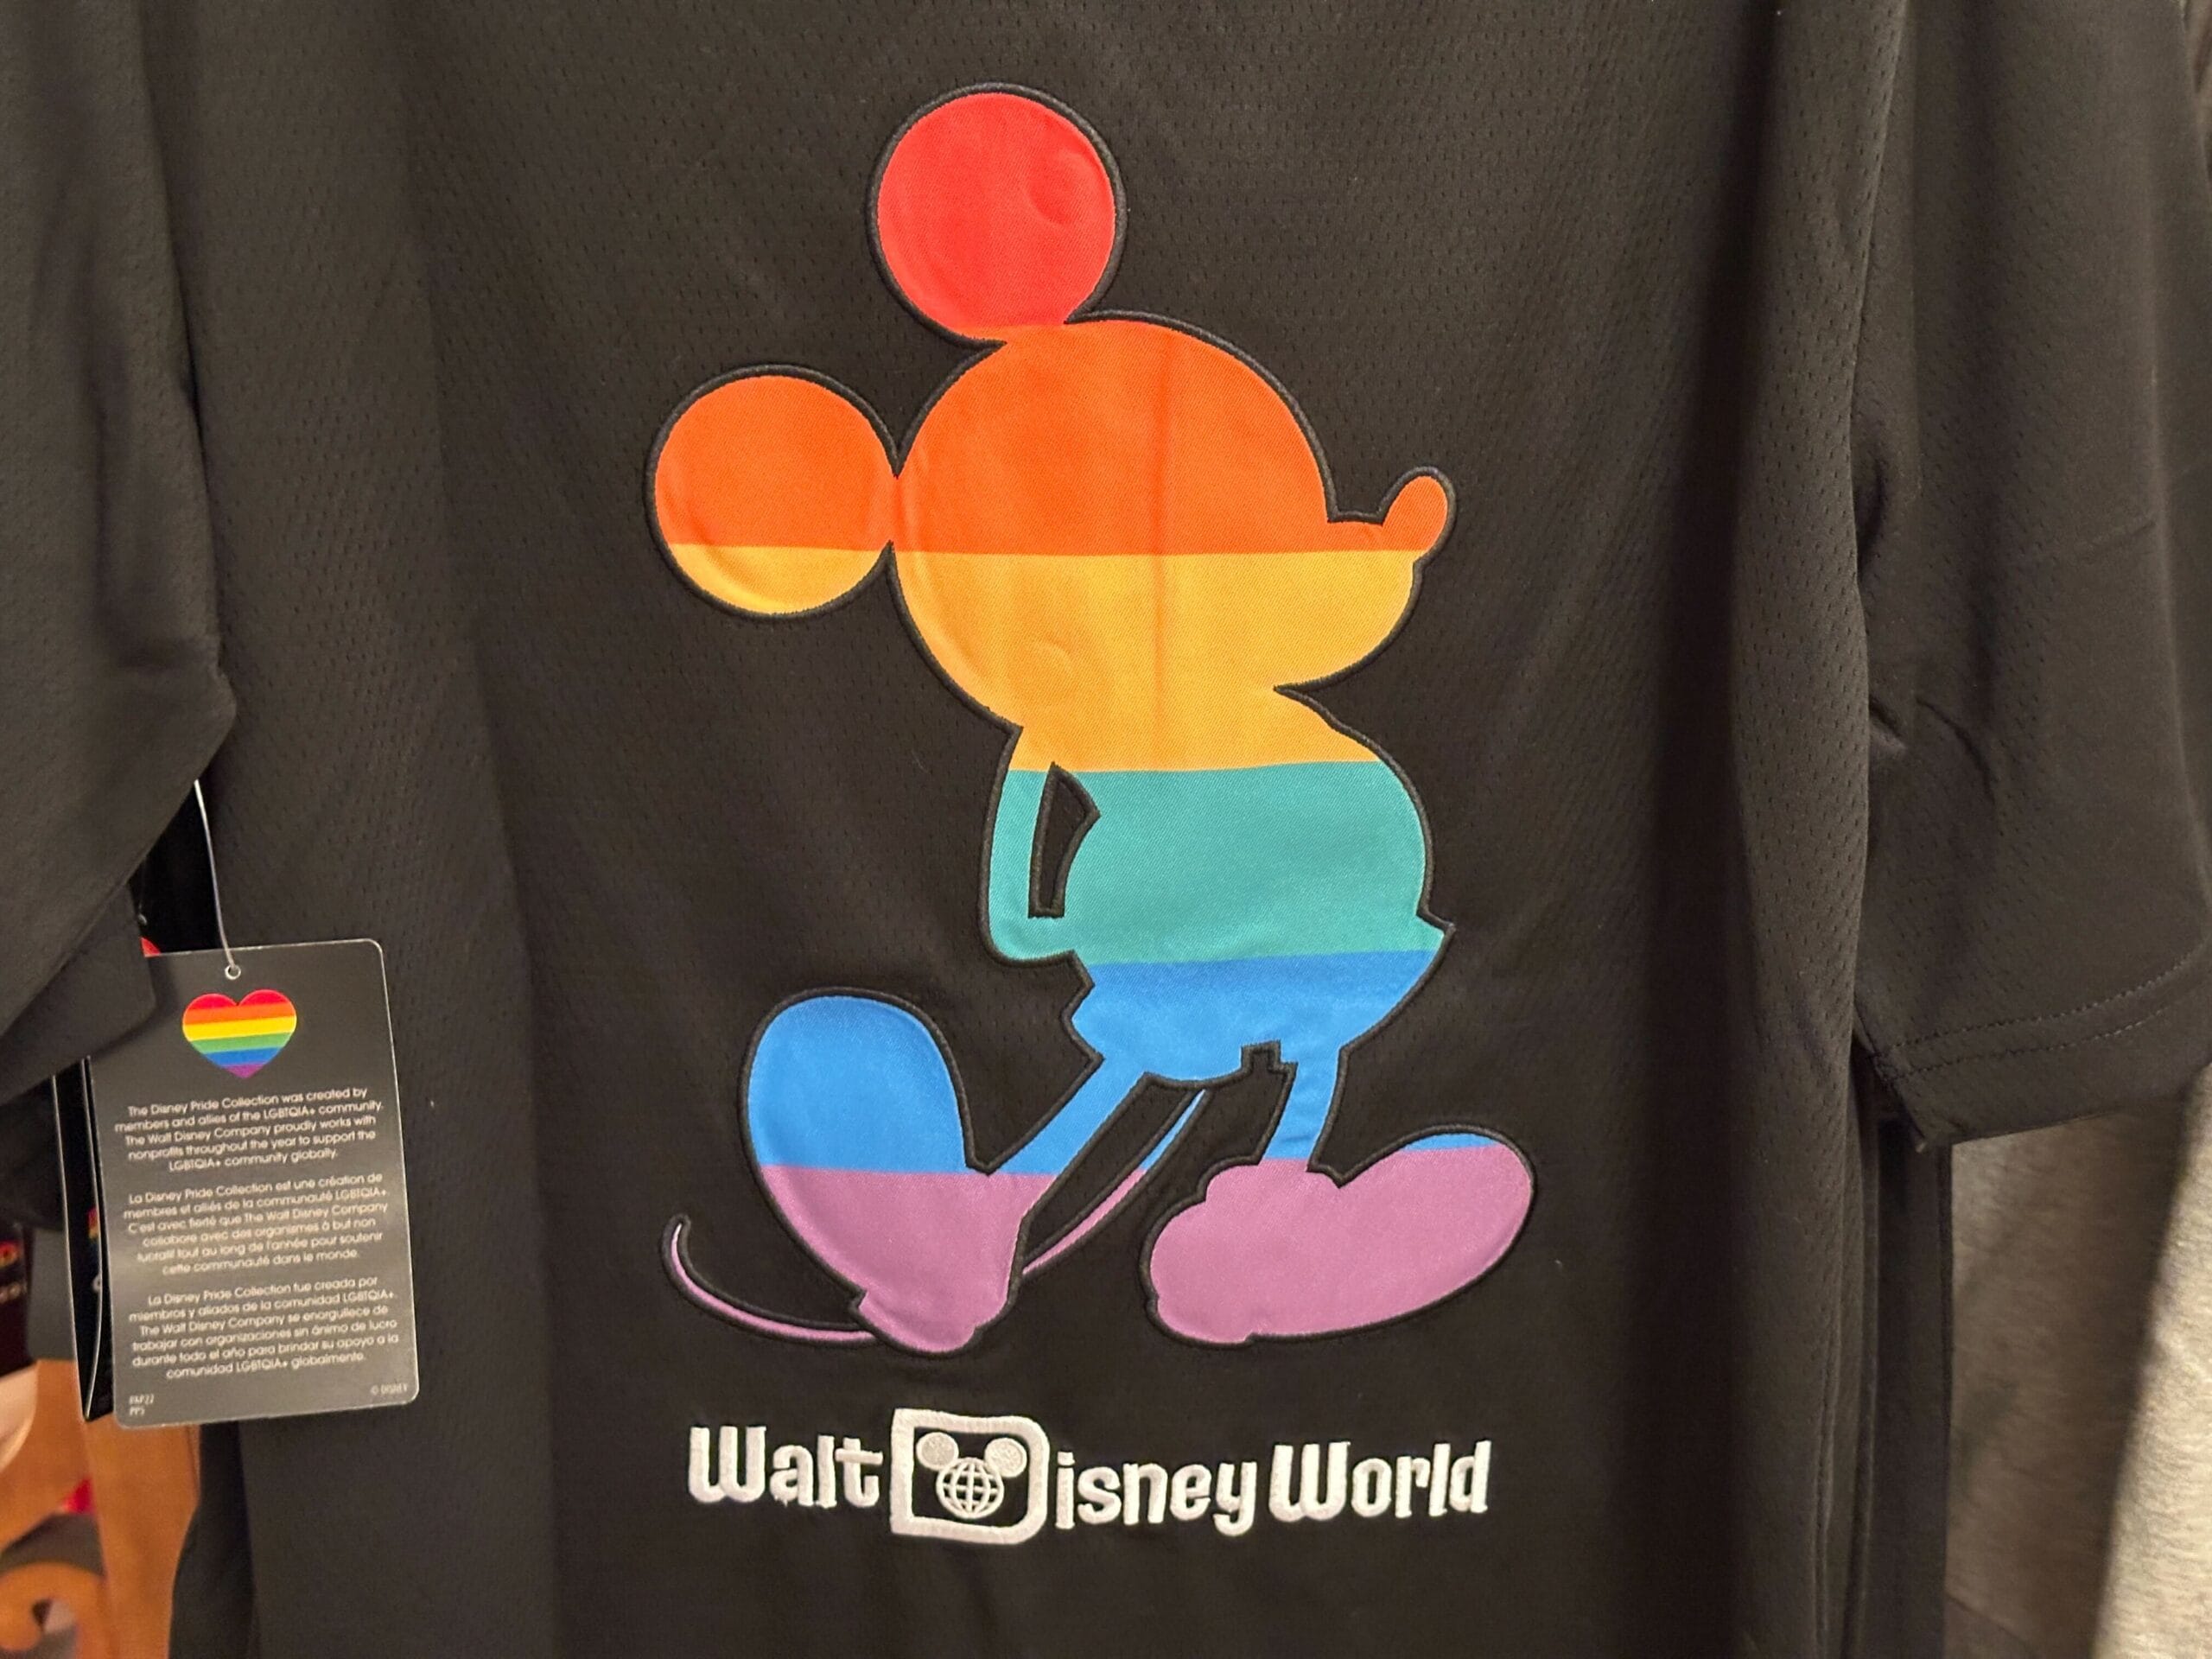 The Disney Pride Collection was created by
members and allies of the LGBTQIA+ community.
The Walt Disney Company proudly works with
nonprofits throughout the year to support the
LGBTQIA+ community globally.
La Disney Pride Collection est une création de
membres et alliés de la communauté LGBTQIA+.
C'est avec fierté que The Walt Disney Company
collabore avec des organismes à but non
lucratif tout au long de l'année pour soutenir
cette communauté dans le monde.
La Disney Pride Collection fue creada por
miembros y aliados de la comunidad LGBTQIA+.
The Walt Disney Company se enorgullece de
trabajar con organizaciones sin ánimo de lucro
durante todo el año para brindar su apoyo a la
comunidad LGBTQIA+ globalmente.
© DISNEY
Walt Disney World